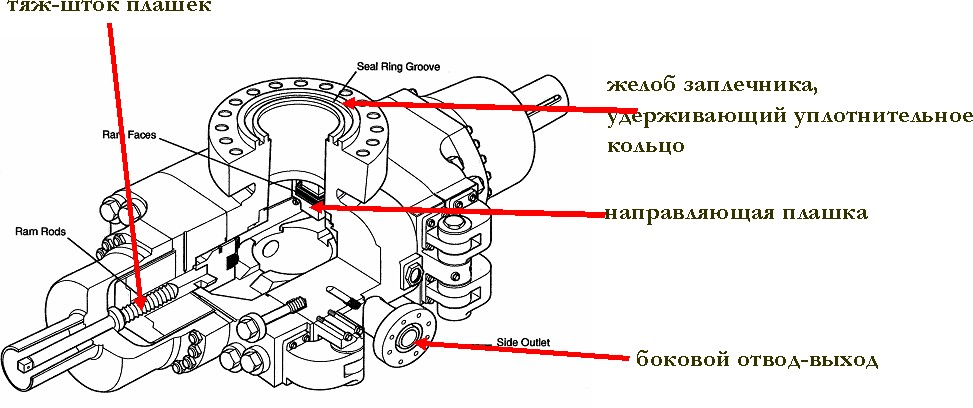 тяж-шток плашек
Seal Ring Groove
желоб заплечника,
удерживающий уплотнительное
кольцо
Ram Faces
направляющая плашка
Ram Rods
Side Outlet
боковой отвод-выход